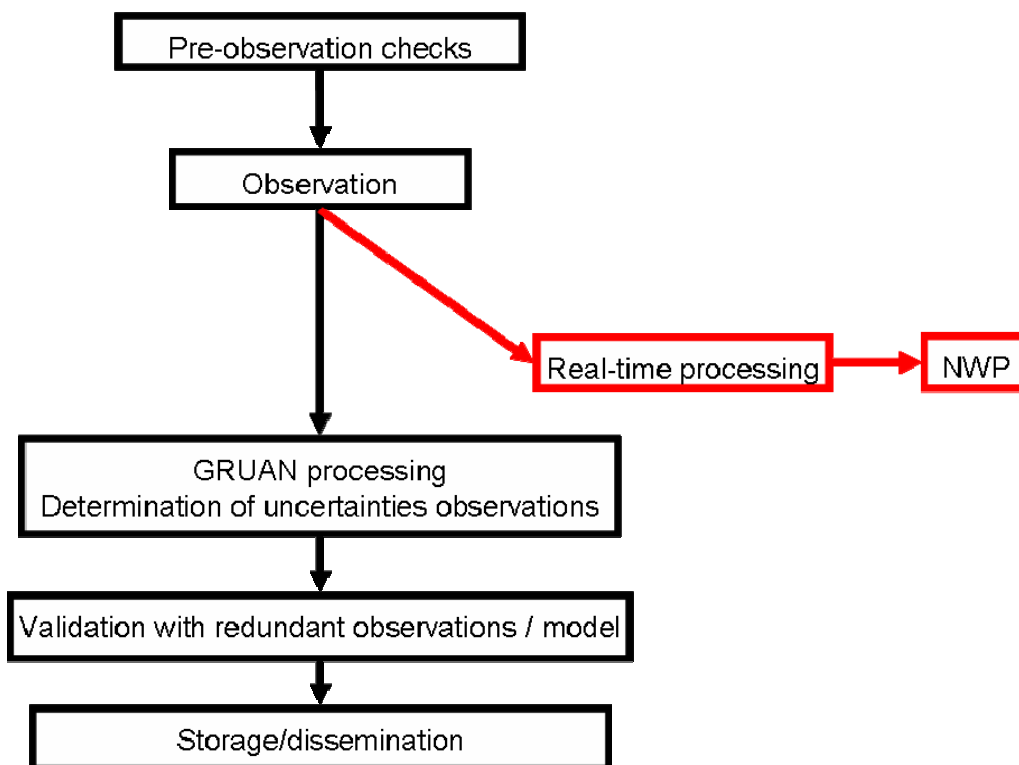 Pre-observation checks
Observation
Real-time processing
NWP
GRUAN processing
Determination of uncertainties observations
Validation with redundant observations / model
Storage/dissemination